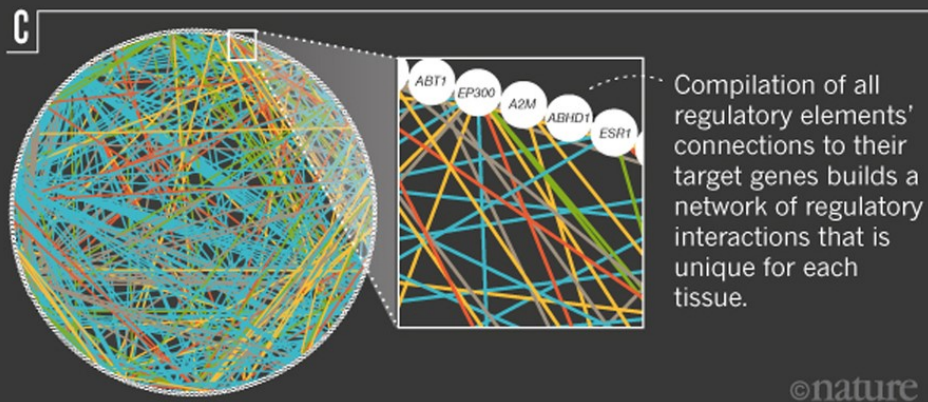 C
ABT1
EP300
A2M
ABHD1
ESR1
Compilation of all
regulatory elements’
connections to their
target genes builds a
network of regulatory
interactions that is
unique for each
tissue.
©nature